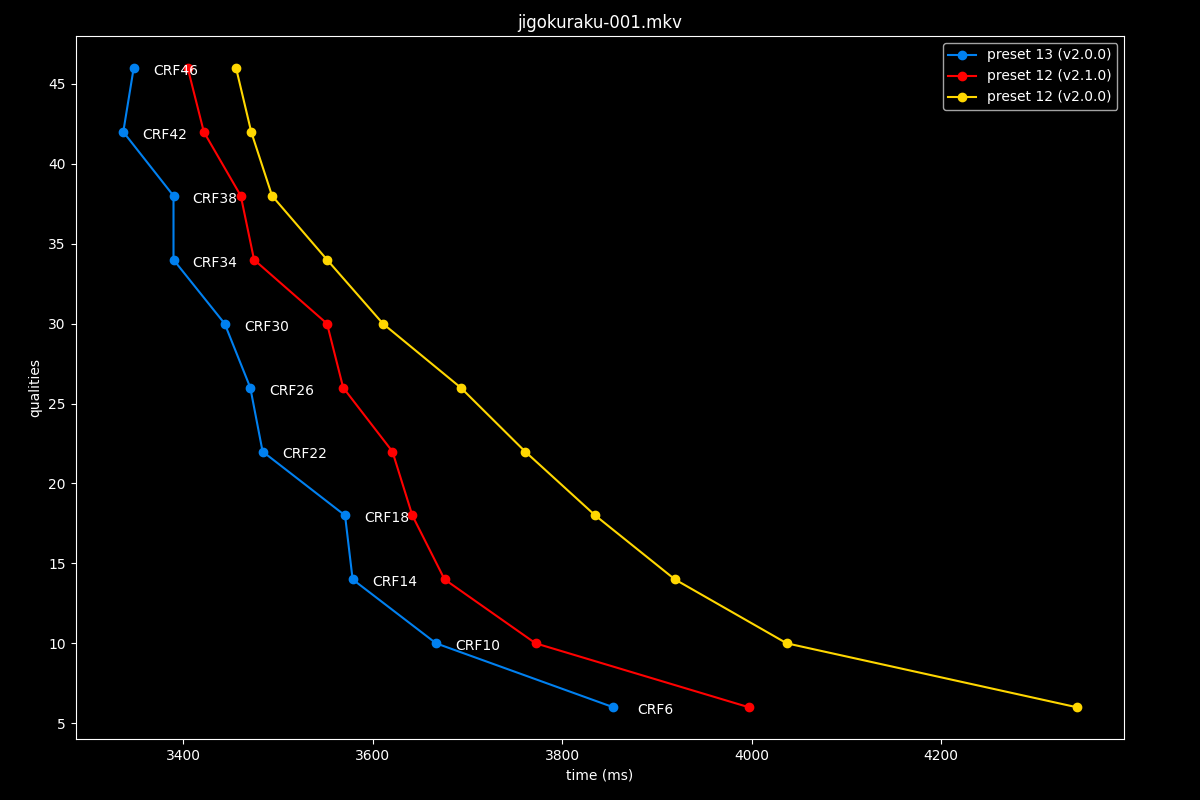 jigokuraku-001.mkv
preset 13 (v2.0.0)
preset 12 (v2.1.0)
preset 12 (v2.0.0)
CRF46
CRF42
CRF38
CRF34
CRF30
CRF26
CRF22
CRF18
CRF14
CRF10
CRF6
45
40
35
30
25
20
15
10
5
qualities
3400 3600 3800 4000 4200
time (ms)